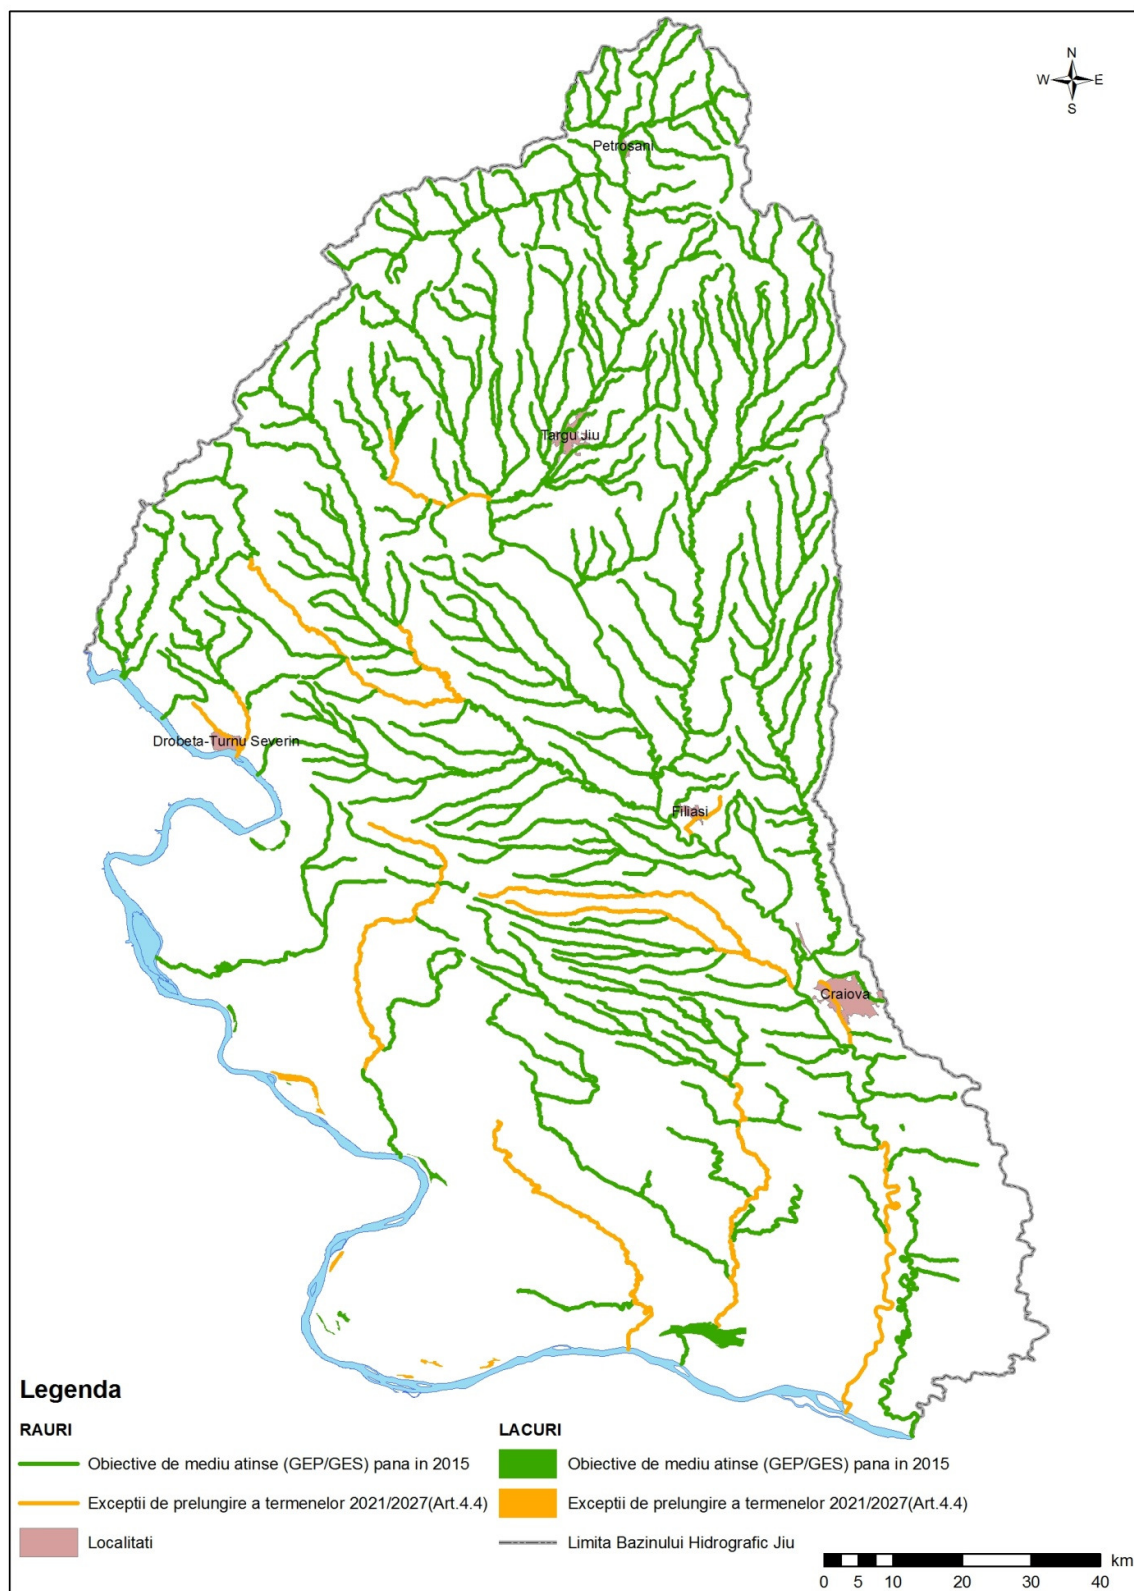 N
W E
S
Petrosani
Targu Jiu
Drobeta-Turnu Severin
Filiasi
Craiova
Legenda
RAURI
Obiective de mediu atinse (GEP/GES) pana in 2015
Exceptii de prelungire a termenelor 2021/2027(Art.4.4)
Localitati
LACURI
Obiective de mediu atinse (GEP/GES) pana in 2015
Exceptii de prelungire a termenelor 2021/2027(Art.4.4)
Limita Bazinului Hidrografic Jiu
km
0 5 10 20 30 40